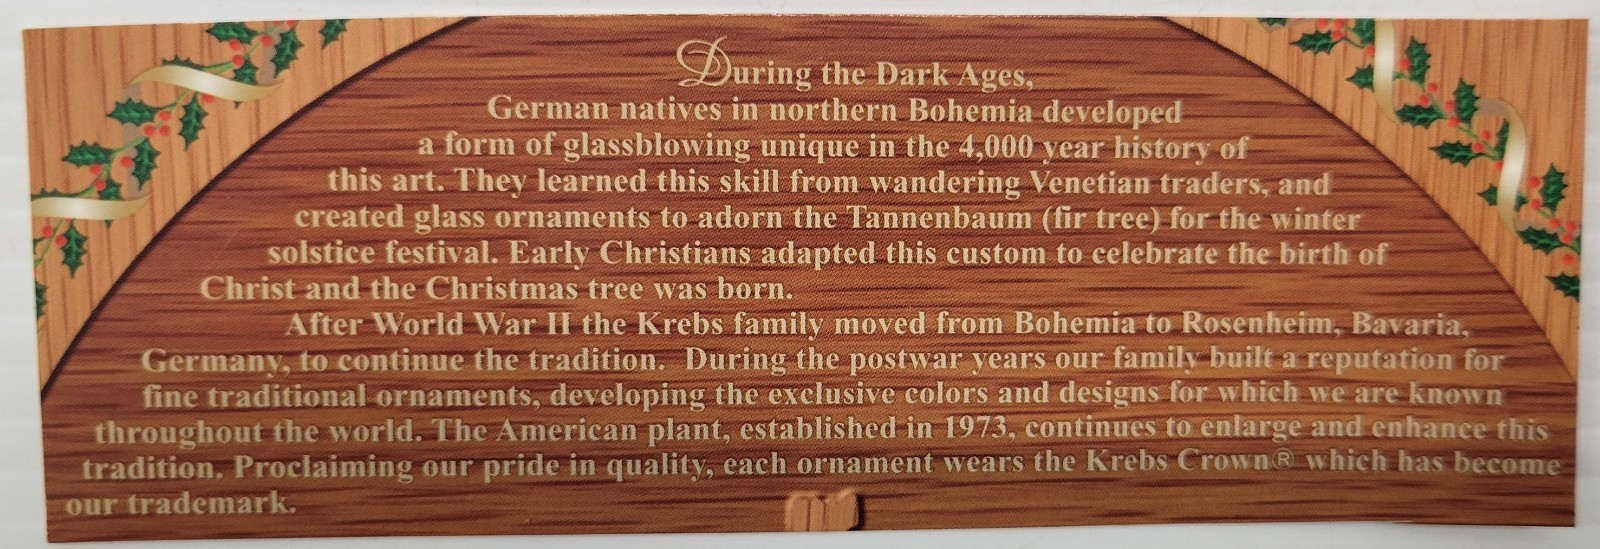 During the Dark Ages,
German natives in northern Bohemia developed
a form of glassblowing unique in the 4,000 year history of
this art. They learned this skill from wandering Venetian traders, and
created glass ornaments to adorn the Tannenbaum (fir tree) for the winter
solstice festival. Early Christians adapted this custom to celebrate the birth of
Christ and the Christmas tree was born.
After World War II the Krebs family moved from Bohemia to Rosenheim, Bavaria,
Germany, to continue the tradition. During the postwar years our family built a reputation for
fine traditional ornaments, developing the exclusive colors and designs for which we are known
throughout the world. The American plant, established in 1973, continues to enlarge and enhance this
tradition. Proclaiming our pride in quality, each ornament wears the Krebs Crown® which has become
our trademark.